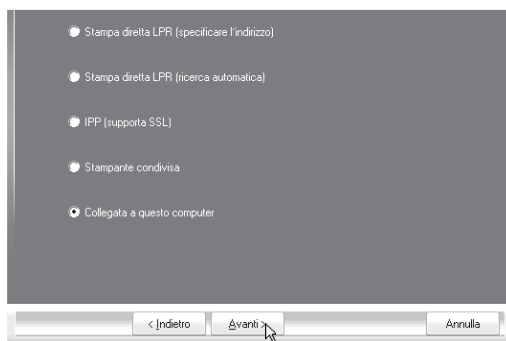 Stampa diretta LPR (specificare l'indirizzo)
Stampa diretta LPR (ricerca automatica)
IPP (supporta SSL)
Stampante condivisa
Collegata a questo computer
< Indietro Avanti > Annulla